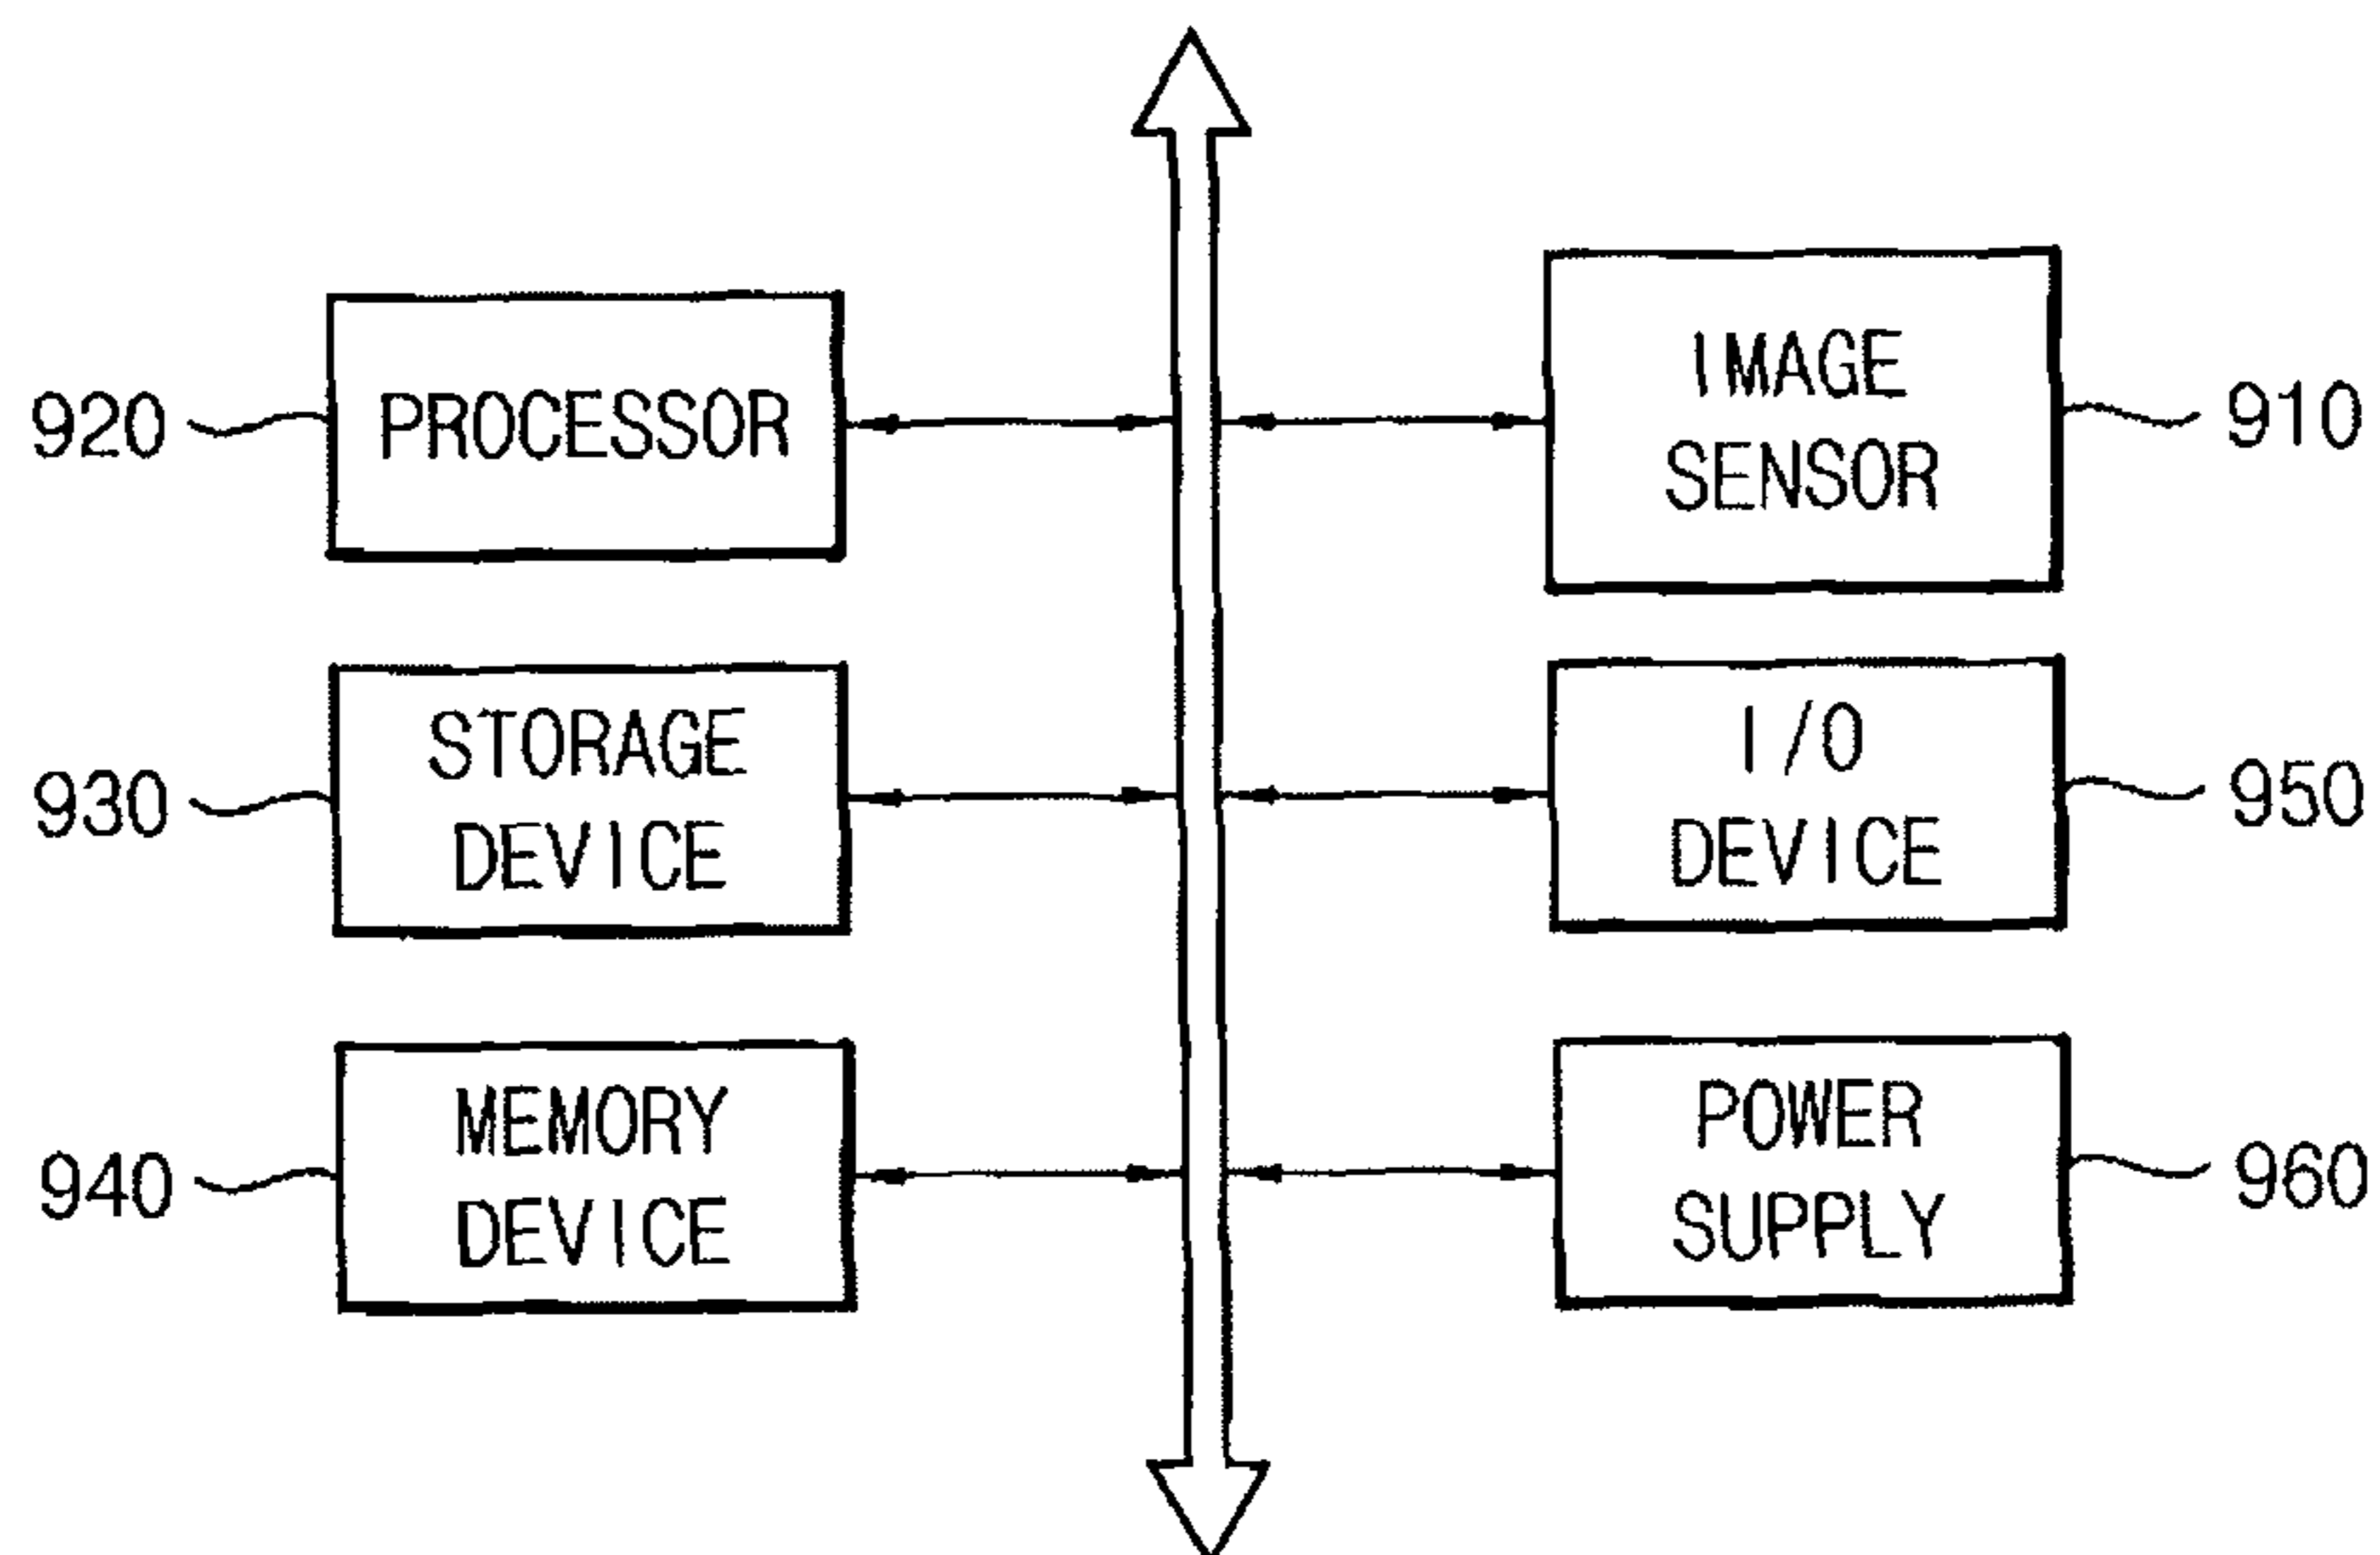 920
PROCESSOR
IMAGE
SENSOR
910
930
STORAGE
DEVICE
I/O
DEVICE
950
940
MEMORY
DEVICE
POWER
SUPPLY
960